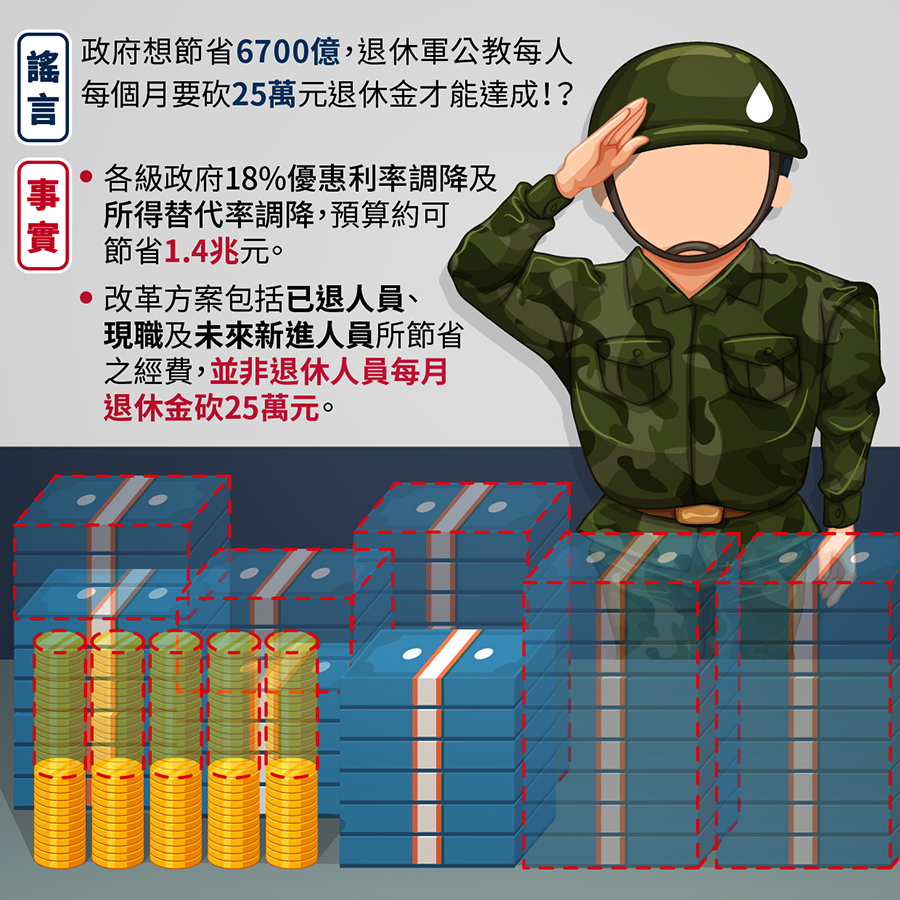 謠言
政府想節省6700億，退休軍公教每人
每個月要砍25萬元退休金才能達成！？
事實
• 各級政府18%優惠利率調降及
所得替代率調降，預算約可
節省1.4兆元。
• 改革方案包括已退人員、
現職及未來新進人員所節省
之經費，並非退休人員每月
退休金砍25萬元。